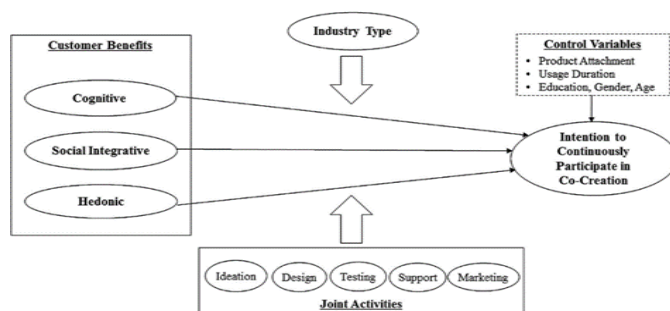 Customer Benefits
Cognitive
Social Integrative
Hedonic
Industry Type
Control Variables
• Product Attachment
• Usage Duration
• Education, Gender, Age
Intention to
Continuously
Participate in
Co-Creation
Ideation
Design
Testing
Support
Marketing
Joint Activities